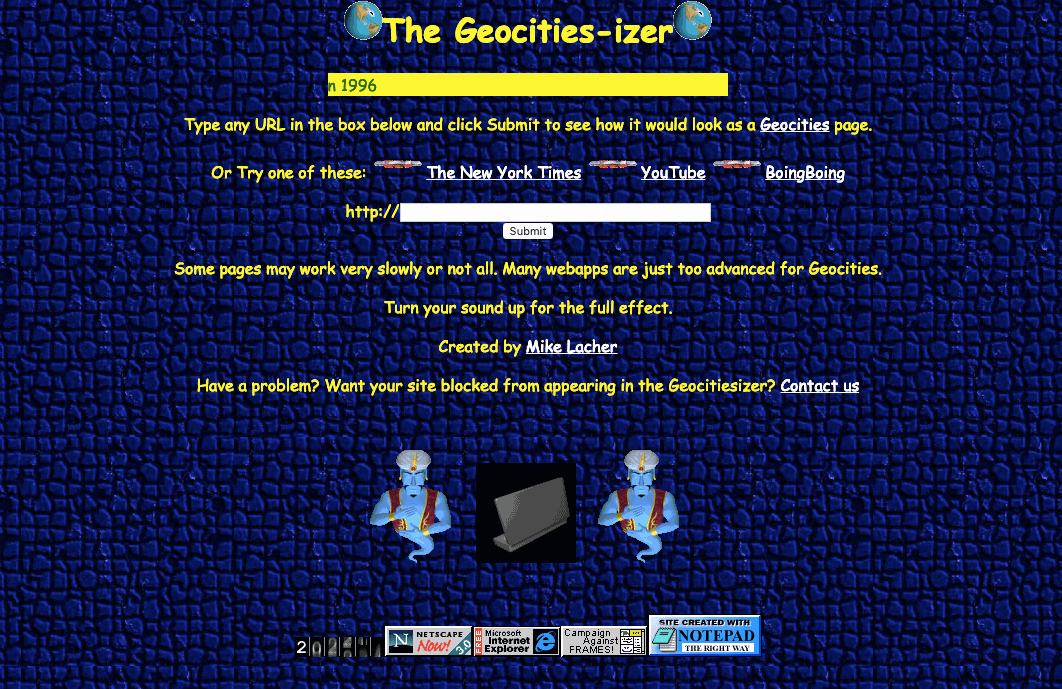 The Geocities-izer
n 1996
Type any URL in the box below and click Submit to see how it would look as a Geocities page.
Or Try one of these: The New York Times YouTube BoingBoing
http://
Submit
Some pages may work very slowly or not all. Many webapps are just too advanced for Geocities.
Turn your sound up for the full effect.
Created by Mike Lacher
Have a problem? Want your site blocked from appearing in the Geocitiesizer? Contact us
N NETSCAPE Now! 3.0
FREE Microsoft Internet Explorer
Campaign Against FRAMES!
SITE CREATED WITH NOTEPAD THE RIGHT WAY